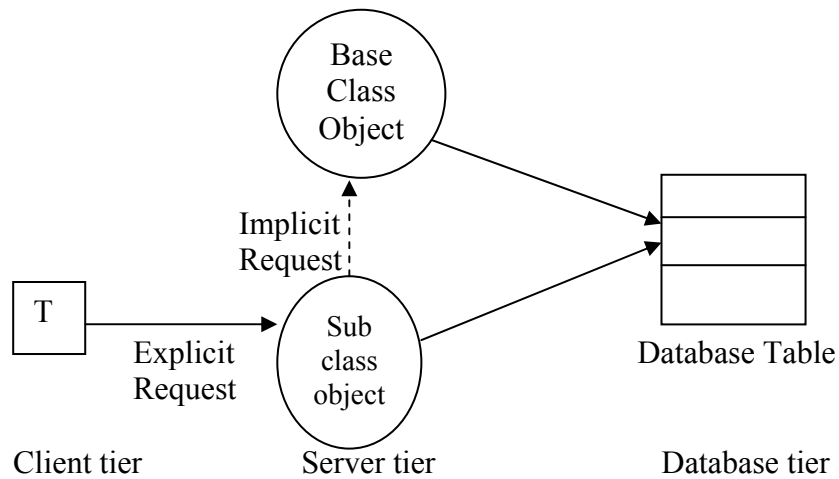 Base
Class
Object
Implicit
Request
T
Explicit
Request
Sub
class
object
Database Table
Client tier
Server tier
Database tier